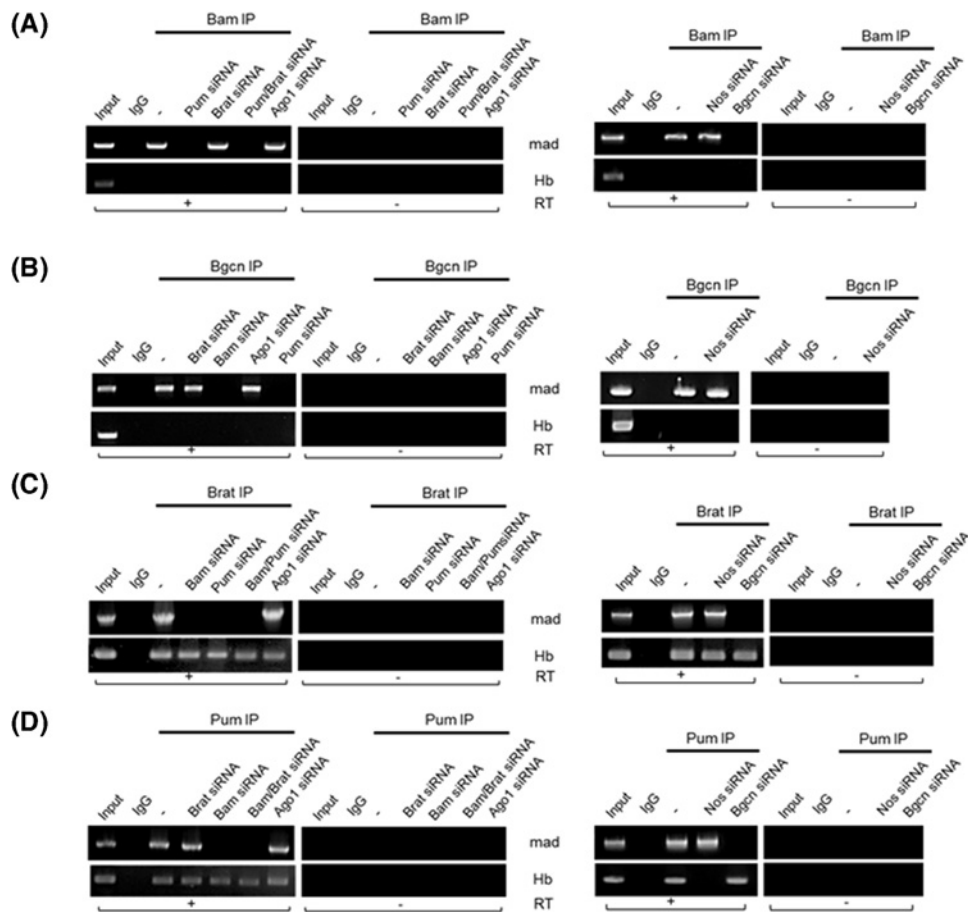 (A)
Bam IP Bam IP Bam IP Bam IP
Input IgG - Pum siRNA Brat siRNA Pum/Brat siRNA Ago1 siRNA Input IgG - Pum siRNA Brat siRNA Pum/Brat siRNA Ago1 siRNA Input IgG - Nos siRNA Bgcn siRNA Input IgG - Nos siRNA Bgcn siRNA
mad
Hb
+ - RT + -
(B)
Bgcn IP Bgcn IP Bgcn IP Bgcn IP
Input IgG - Brat siRNA Bam siRNA Ago1 siRNA Pum siRNA Input IgG - Brat siRNA Bam siRNA Ago1 siRNA Pum siRNA Input IgG - Nos siRNA Input IgG - Nos siRNA
mad
Hb
+ - RT + -
(C)
Brat IP Brat IP Brat IP Brat IP
Input IgG - Bam siRNA Pum siRNA Bam/Pum siRNA Ago1 siRNA Input IgG - Bam siRNA Pum siRNA Bam/PumsiRNA Ago1 siRNA Input IgG - Nos siRNA Bgcn siRNA Input IgG - Nos siRNA Bgcn siRNA
mad
Hb
+ - RT + -
(D)
Pum IP Pum IP Pum IP Pum IP
Input IgG - Brat siRNA Bam siRNA Bam/Brat siRNA Ago1 siRNA Input IgG - Brat siRNA Bam siRNA Bam/Brat siRNA Ago1 siRNA Input IgG - Nos siRNA Bgcn siRNA Input IgG - Nos siRNA Bgcn siRNA
mad
Hb
+ - RT + -